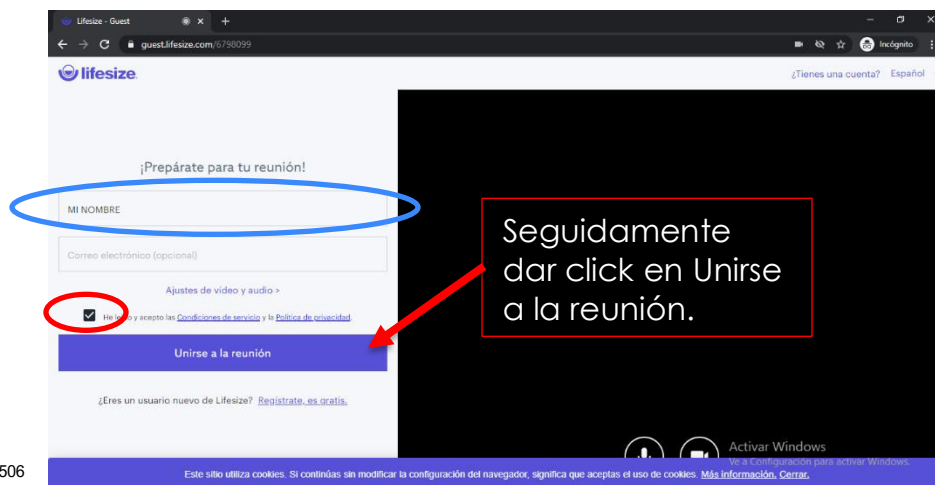 Lifesize - Guest
guest.lifesize.com/6798099
Incógnito
lifesize
¿Tienes una cuenta? Español
¡Prepárate para tu reunión!
MI NOMBRE
Correo electrónico (opcional)
Ajustes de video y audio >
He leído y acepto las Condiciones de servicio y la Política de privacidad.
Unirse a la reunión
¿Eres un usuario nuevo de Lifesize? Regístrate, es gratis.
Seguidamente
dar click en Unirse
a la reunión.
Activar Windows
Ve a Configuración para activar Windows.
506
Este sitio utiliza cookies. Si continúas sin modificar la configuración del navegador, significa que aceptas el uso de cookies. Más información. Cerrar.